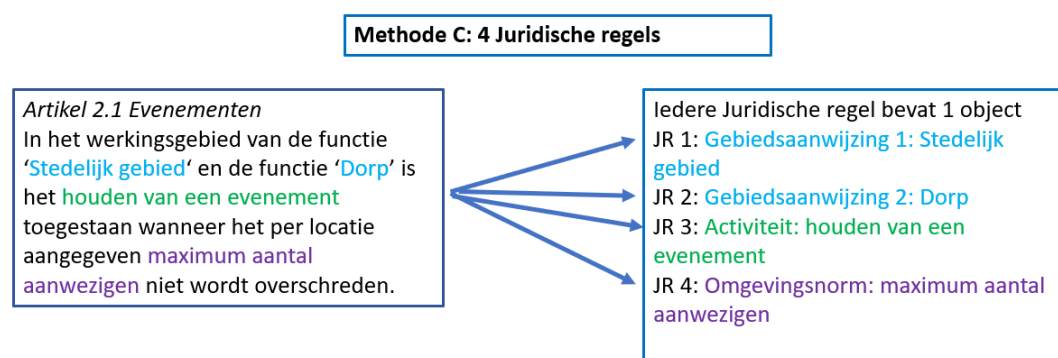 Methode C: 4 Juridische regels
Artikel 2.1 Evenementen
In het werkingsgebied van de functie
‘Stedelijk gebied‘ en de functie ‘Dorp’ is
het houden van een evenement
toegestaan wanneer het per locatie
aangegeven maximum aantal
aanwezigen niet wordt overschreden.
Iedere Juridische regel bevat 1 object
JR 1: Gebiedsaanwijzing 1: Stedelijk
gebied
JR 2: Gebiedsaanwijzing 2: Dorp
JR 3: Activiteit: houden van een
evenement
JR 4: Omgevingsnorm: maximum aantal
aanwezigen